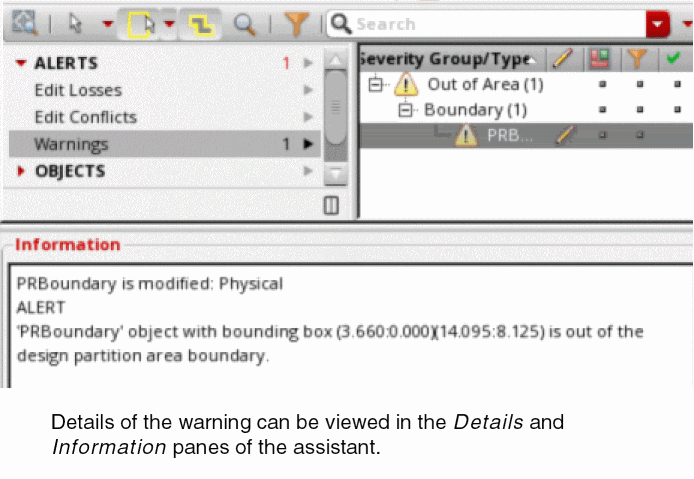 Search
ALERTS 1
Edit Losses
Edit Conflicts
Warnings 1
OBJECTS
Severity Group/Type
Out of Area (1)
Boundary (1)
PRB...
Information
PRBoundary is modified: Physical
ALERT
'PRBoundary' object with bounding box (3.660:0.000)(14.095:8.125) is out of the
design partition area boundary.
Details of the warning can be viewed in the Details and
Information panes of the assistant.